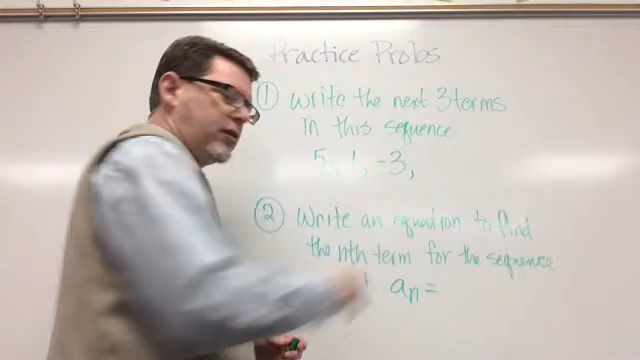 Practice Probs
① Write the next 3 terms
in this sequence
5, 1, -3,
② Write an equation to find
the nth term for the sequence
aₙ =